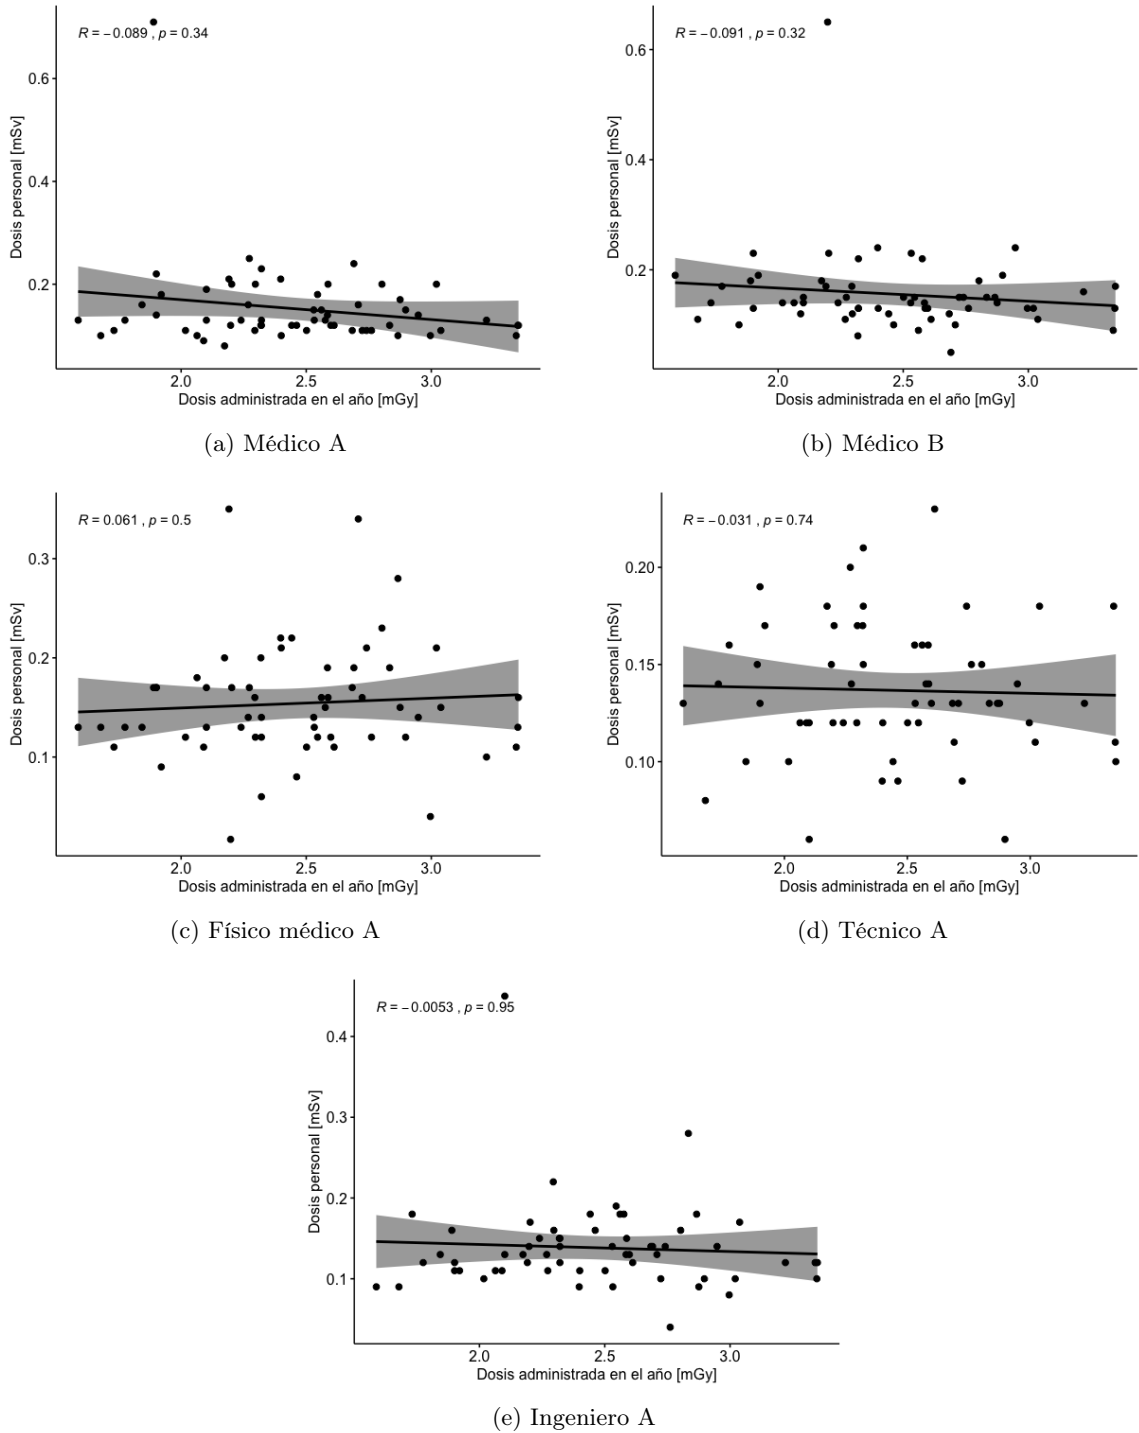 R = −0.089 , p = 0.34
0.6
0.4
0.2
Dosis personal [mSv]
2.0 2.5 3.0
Dosis administrada en el año [mGy]
(a) Médico A
R = −0.091 , p = 0.32
0.6
0.4
0.2
Dosis personal [mSv]
2.0 2.5 3.0
Dosis administrada en el año [mGy]
(b) Médico B
R = 0.061 , p = 0.5
0.3
0.2
0.1
Dosis personal [mSv]
2.0 2.5 3.0
Dosis administrada en el año [mGy]
(c) Físico médico A
R = −0.031 , p = 0.74
0.20
0.15
0.10
Dosis personal [mSv]
2.0 2.5 3.0
Dosis administrada en el año [mGy]
(d) Técnico A
R = −0.0053 , p = 0.95
0.4
0.3
0.2
0.1
Dosis personal [mSv]
2.0 2.5 3.0
Dosis administrada en el año [mGy]
(e) Ingeniero A